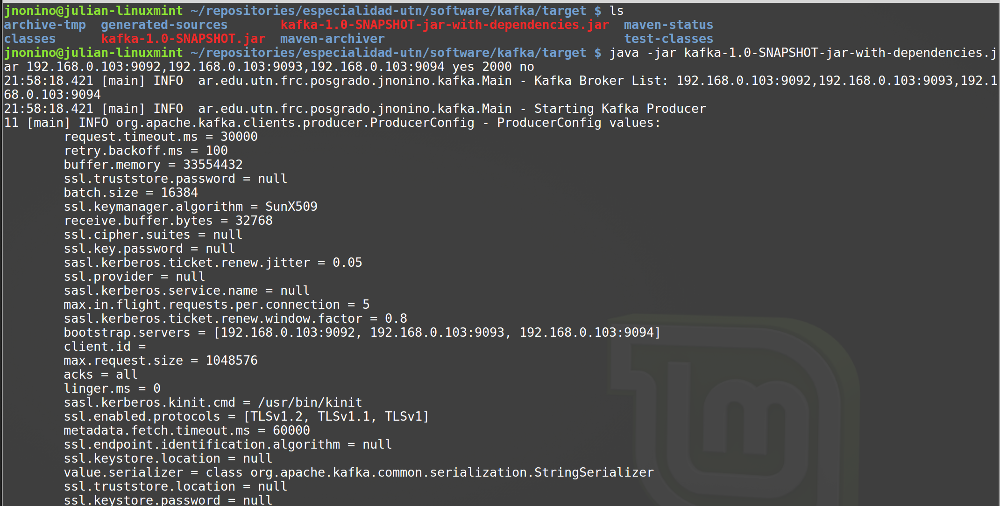 jnonino@julian-linuxmint ~/repositories/especialidad-utn/software/kafka/target $ ls
archive-tmp  generated-sources       kafka-1.0-SNAPSHOT-jar-with-dependencies.jar  maven-status
classes      kafka-1.0-SNAPSHOT.jar  maven-archiver                                test-classes
jnonino@julian-linuxmint ~/repositories/especialidad-utn/software/kafka/target $ java -jar kafka-1.0-SNAPSHOT-jar-with-dependencies.j
ar 192.168.0.103:9092,192.168.0.103:9093,192.168.0.103:9094 yes 2000 no
21:58:18.421 [main] INFO  ar.edu.utn.frc.posgrado.jnonino.kafka.Main - Kafka Broker List: 192.168.0.103:9092,192.168.0.103:9093,192.1
68.0.103:9094
21:58:18.421 [main] INFO  ar.edu.utn.frc.posgrado.jnonino.kafka.Main - Starting Kafka Producer
11 [main] INFO org.apache.kafka.clients.producer.ProducerConfig - ProducerConfig values:
        request.timeout.ms = 30000
        retry.backoff.ms = 100
        buffer.memory = 33554432
        ssl.truststore.password = null
        batch.size = 16384
        ssl.keymanager.algorithm = SunX509
        receive.buffer.bytes = 32768
        ssl.cipher.suites = null
        ssl.key.password = null
        sasl.kerberos.ticket.renew.jitter = 0.05
        ssl.provider = null
        sasl.kerberos.service.name = null
        max.in.flight.requests.per.connection = 5
        sasl.kerberos.ticket.renew.window.factor = 0.8
        bootstrap.servers = [192.168.0.103:9092, 192.168.0.103:9093, 192.168.0.103:9094]
        client.id =
        max.request.size = 1048576
        acks = all
        linger.ms = 0
        sasl.kerberos.kinit.cmd = /usr/bin/kinit
        ssl.enabled.protocols = [TLSv1.2, TLSv1.1, TLSv1]
        metadata.fetch.timeout.ms = 60000
        ssl.endpoint.identification.algorithm = null
        ssl.keystore.location = null
        value.serializer = class org.apache.kafka.common.serialization.StringSerializer
        ssl.truststore.location = null
        ssl.keystore.password = null